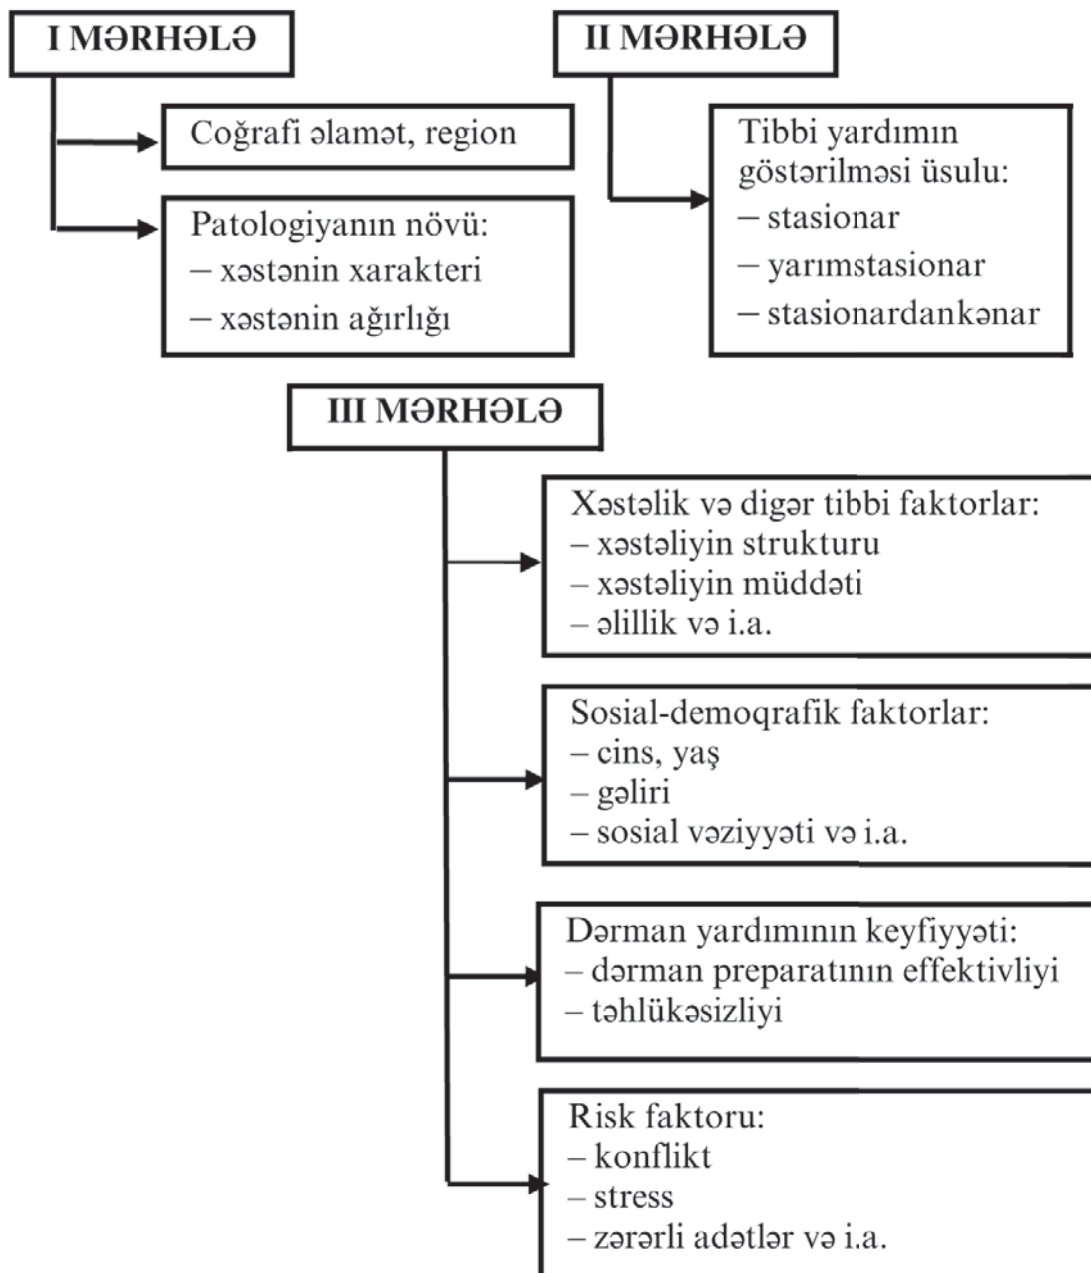 I MƏRHƏLƏ
Coğrafi əlamət, region
Patologiyanın növü:
– xəstənin xarakteri
– xəstənin ağırlığı
II MƏRHƏLƏ
Tibbi yardımın
göstərilməsi üsulu:
– stasionar
– yarımstasionar
– stasionardankənar
III MƏRHƏLƏ
Xəstəlik və digər tibbi faktorlar:
– xəstəliyin strukturu
– xəstəliyin müddəti
– əlillik və i.a.
Sosial-demoqrafik faktorlar:
– cins, yaş
– gəliri
– sosial vəziyyəti və i.a.
Dərman yardımının keyfiyyəti:
– dərman preparatının effektivliyi
– təhlükəsizliyi
Risk faktoru:
– konflikt
– stress
– zərərli adətlər və i.a.